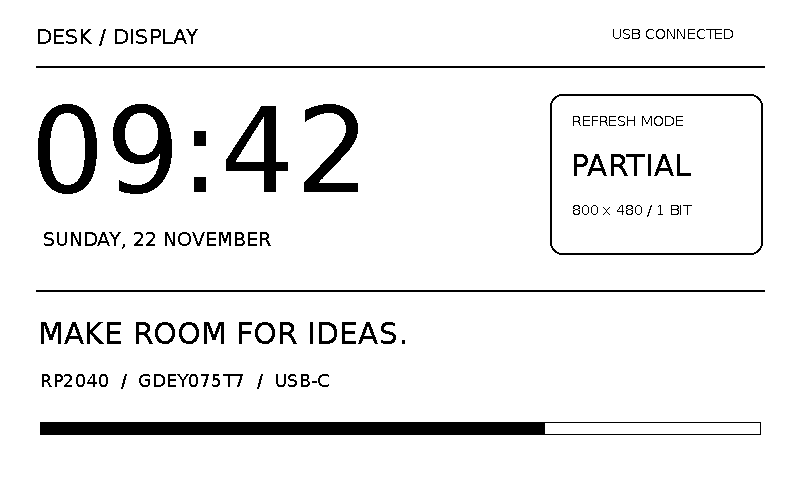 DESK / DISPLAY
USB CONNECTED
09:42
SUNDAY, 22 NOVEMBER
REFRESH MODE
PARTIAL
800 x 480 / 1 BIT
MAKE ROOM FOR IDEAS.
RP2040 / GDEY075T7 / USB-C